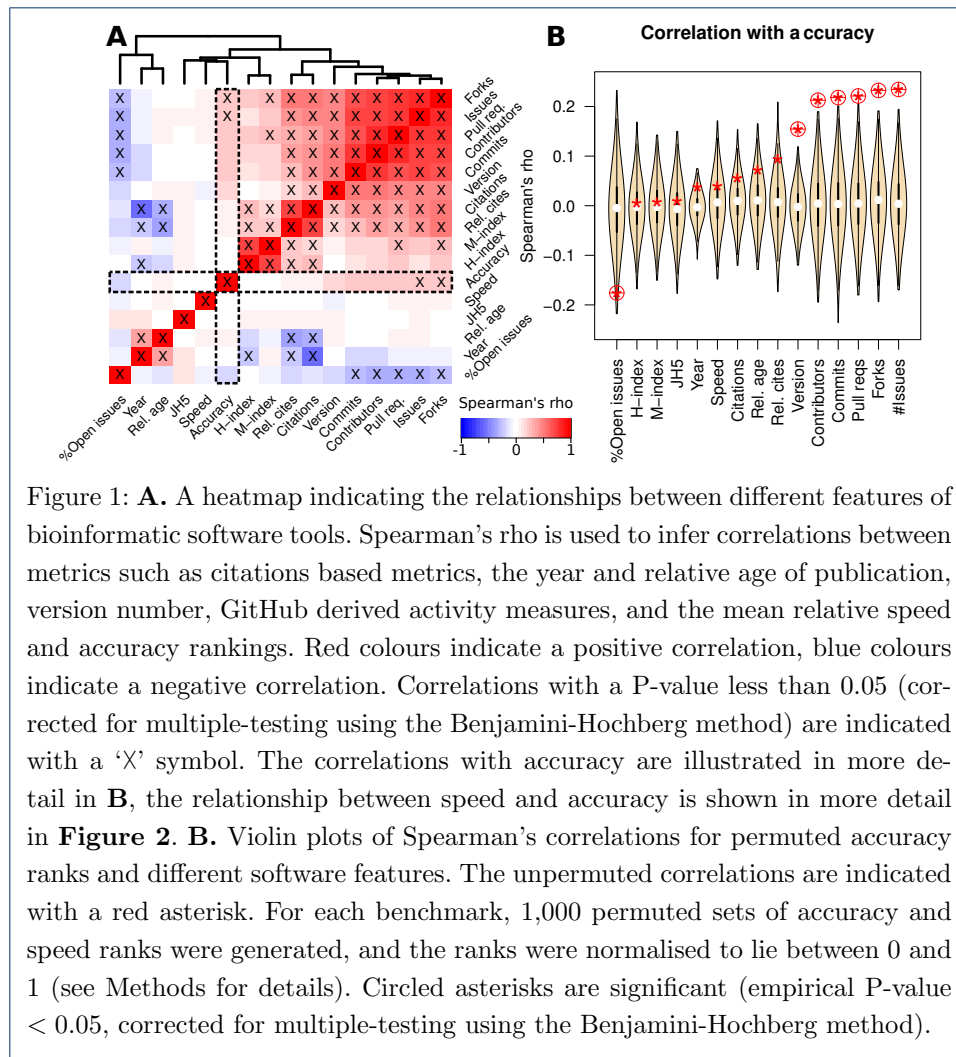 A
Forks
Issues
Pull req.
Contributors
Commits
Version
Citations
Rel. cites
M-index
H-index
Accuracy
Speed
JH5
Rel. age
Year
%Open issues
X X X X X X X X X X X
X X X X X X X X X X
X X X X X X X X X
X X X X X X X X
X X X X X X X X
X X X X X X
X X X X X X X X X X X
X X X X X X X X X X X
X X X X X X
X X X X X
X X X
X
X
X X X X
X X X X X
X X X X X X
%Open issues
Year
Rel. age
JH5
Speed
Accuracy
H-index
M-index
Rel. cites
Citations
Version
Commits
Contributors
Pull req.
Issues
Forks
Spearman's rho
-1 0 1
B
Correlation with a ccuracy
Spearman's rho
0.2
0.1
0.0
−0.1
−0.2
%Open issues
H-index
M-index
JH5
Year
Speed
Citations
Rel. age
Rel. cites
Version
Contributors
Commits
Pull reqs
Forks
#Issues
Figure 1: A. A heatmap indicating the relationships between different features of
bioinformatic software tools. Spearman's rho is used to infer correlations between
metrics such as citations based metrics, the year and relative age of publication,
version number, GitHub derived activity measures, and the mean relative speed
and accuracy rankings. Red colours indicate a positive correlation, blue colours
indicate a negative correlation. Correlations with a P-value less than 0.05 (cor-
rected for multiple-testing using the Benjamini-Hochberg method) are indicated
with a ‘X’ symbol. The correlations with accuracy are illustrated in more de-
tail in B, the relationship between speed and accuracy is shown in more detail
in Figure 2. B. Violin plots of Spearman's correlations for permuted accuracy
ranks and different software features. The unpermuted correlations are indicated
with a red asterisk. For each benchmark, 1,000 permuted sets of accuracy and
speed ranks were generated, and the ranks were normalised to lie between 0 and
1 (see Methods for details). Circled asterisks are significant (empirical P-value
< 0.05, corrected for multiple-testing using the Benjamini-Hochberg method).